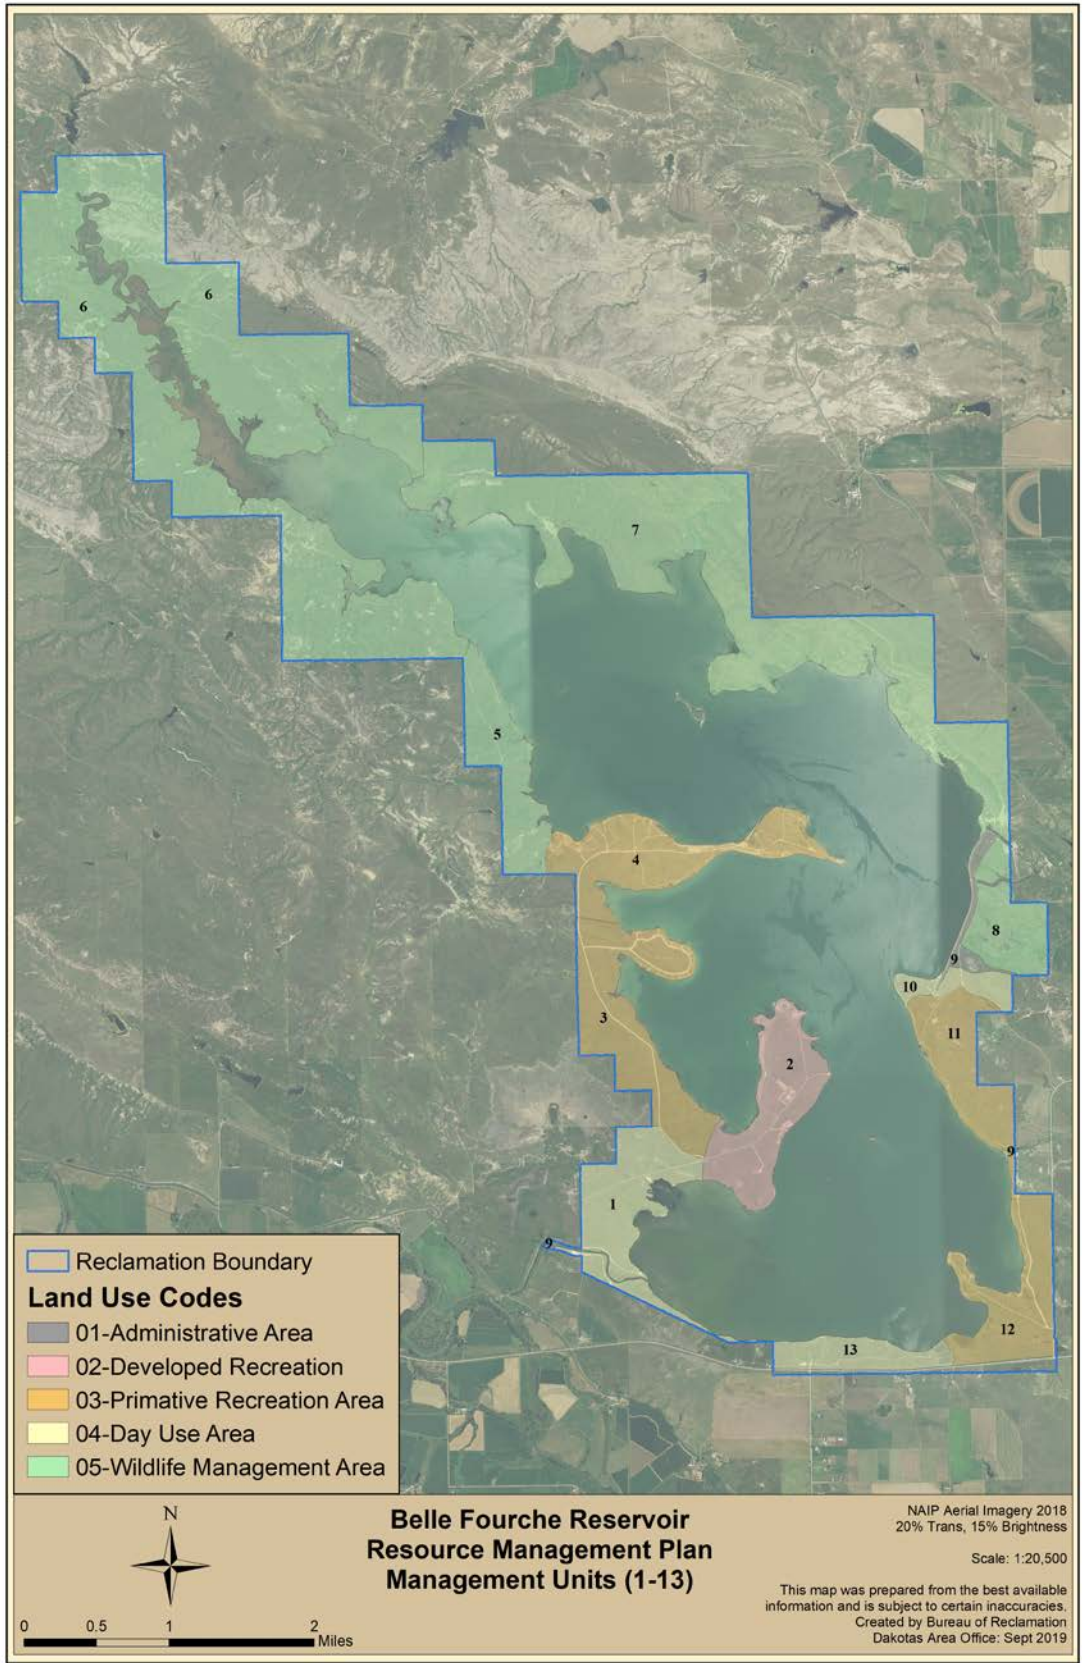 6
6
7
5
4
8
9
10
3
11
2
9
1
9
12
13
Reclamation Boundary
Land Use Codes
01-Administrative Area
02-Developed Recreation
03-Primative Recreation Area
04-Day Use Area
05-Wildlife Management Area
N
0 0.5 1 2
Miles
Belle Fourche Reservoir
Resource Management Plan
Management Units (1-13)
NAIP Aerial Imagery 2018
20% Trans, 15% Brightness
Scale: 1:20,500
This map was prepared from the best available
information and is subject to certain inaccuracies.
Created by Bureau of Reclamation
Dakotas Area Office: Sept 2019